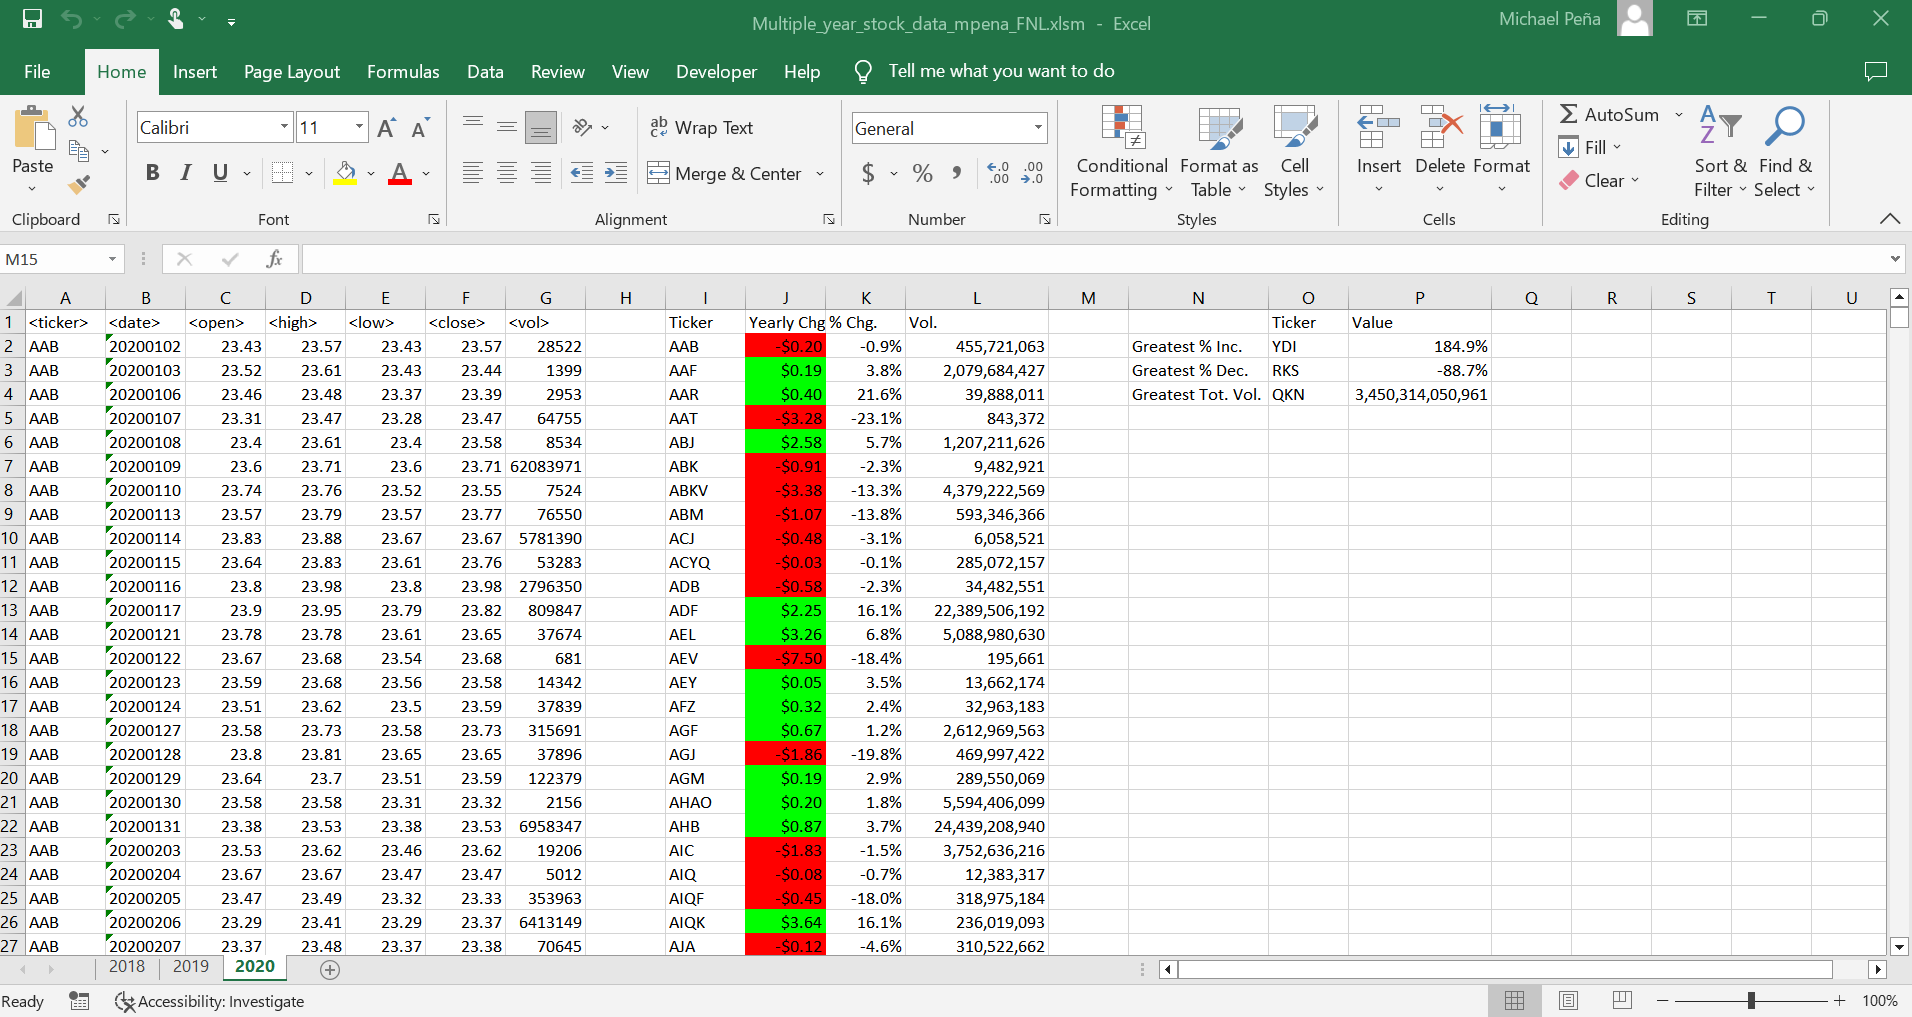 Multiple_year_stock_data_mpena_FNL.xlsm - Excel
Michael Peña
File Home Insert Page Layout Formulas Data Review View Developer Help Tell me what you want to do
Calibri 11 A A ab Wrap Text General AutoSum
Paste B I U A Merge & Center $ % , .00 .0 Conditional Formatting Format as Table Cell Styles Insert Delete Format Fill Clear Sort & Filter Find & Select
Clipboard Font Alignment Number Styles Cells Editing
M15 fx
A B C D E F G H I J K L M N O P Q R S T U
1 <ticker> <date> <open> <high> <low> <close> <vol> Ticker Yearly Chg % Chg. Vol. Ticker Value
2 AAB 20200102 23.43 23.57 23.43 23.57 28522 AAB -$0.20 -0.9% 455,721,063 Greatest % Inc. YDI 184.9%
3 AAB 20200103 23.52 23.61 23.43 23.44 1399 AAF $0.19 3.8% 2,079,684,427 Greatest % Dec. RKS -88.7%
4 AAB 20200106 23.46 23.48 23.37 23.39 2953 AAR $0.40 21.6% 39,888,011 Greatest Tot. Vol. QKN 3,450,314,050,961
5 AAB 20200107 23.31 23.47 23.28 23.47 64755 AAT -$3.28 -23.1% 843,372
6 AAB 20200108 23.4 23.61 23.4 23.58 8534 ABJ $2.58 5.7% 1,207,211,626
7 AAB 20200109 23.6 23.71 23.6 23.71 62083971 ABK -$0.91 -2.3% 9,482,921
8 AAB 20200110 23.74 23.76 23.52 23.55 7524 ABKV -$3.38 -13.3% 4,379,222,569
9 AAB 20200113 23.57 23.79 23.57 23.77 76550 ABM -$1.07 -13.8% 593,346,366
10 AAB 20200114 23.83 23.88 23.67 23.67 5781390 ACJ -$0.48 -3.1% 6,058,521
11 AAB 20200115 23.64 23.83 23.61 23.76 53283 ACYQ -$0.03 -0.1% 285,072,157
12 AAB 20200116 23.8 23.98 23.8 23.98 2796350 ADB -$0.58 -2.3% 34,482,551
13 AAB 20200117 23.9 23.95 23.79 23.82 809847 ADF $2.25 16.1% 22,389,506,192
14 AAB 20200121 23.78 23.78 23.61 23.65 37674 AEL $3.26 6.8% 5,088,980,630
15 AAB 20200122 23.67 23.68 23.54 23.68 681 AEV -$7.50 -18.4% 195,661
16 AAB 20200123 23.59 23.68 23.56 23.58 14342 AEY $0.05 3.5% 13,662,174
17 AAB 20200124 23.51 23.62 23.5 23.59 37839 AFZ $0.32 2.4% 32,963,183
18 AAB 20200127 23.58 23.73 23.58 23.73 315691 AGF $0.67 1.2% 2,612,969,563
19 AAB 20200128 23.8 23.81 23.65 23.65 37896 AGJ -$1.86 -19.8% 469,997,422
20 AAB 20200129 23.64 23.7 23.51 23.59 122379 AGM $0.19 2.9% 289,550,069
21 AAB 20200130 23.58 23.58 23.31 23.32 2156 AHAO $0.20 1.8% 5,594,406,099
22 AAB 20200131 23.38 23.53 23.38 23.53 6958347 AHB $0.87 3.7% 24,439,208,940
23 AAB 20200203 23.53 23.62 23.46 23.62 19206 AIC -$1.83 -1.5% 3,752,636,216
24 AAB 20200204 23.67 23.67 23.47 23.47 5012 AIQ -$0.08 -0.7% 12,383,317
25 AAB 20200205 23.47 23.49 23.32 23.33 353963 AIQF -$0.45 -18.0% 318,975,184
26 AAB 20200206 23.29 23.41 23.29 23.37 6413149 AIQK $3.64 16.1% 236,019,093
27 AAB 20200207 23.37 23.48 23.37 23.38 70645 AJA -$0.12 -4.6% 310,522,662
2018 2019 2020
Ready Accessibility: Investigate 100%